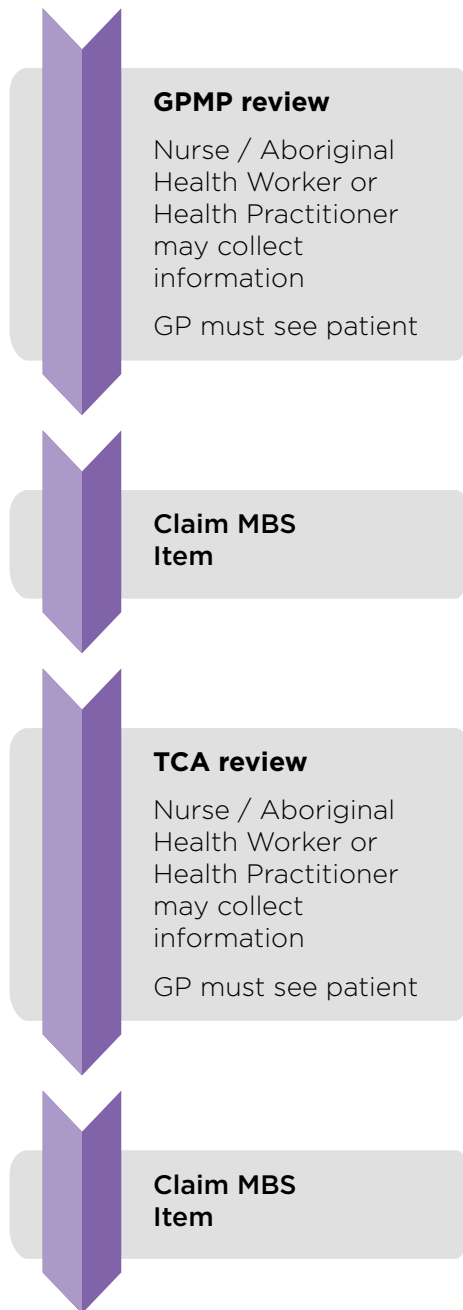 GPMP review
Nurse / Aboriginal
Health Worker or
Health Practitioner
may collect
information
GP must see patient
Claim MBS
Item
TCA review
Nurse / Aboriginal
Health Worker or
Health Practitioner
may collect
information
GP must see patient
Claim MBS
Item